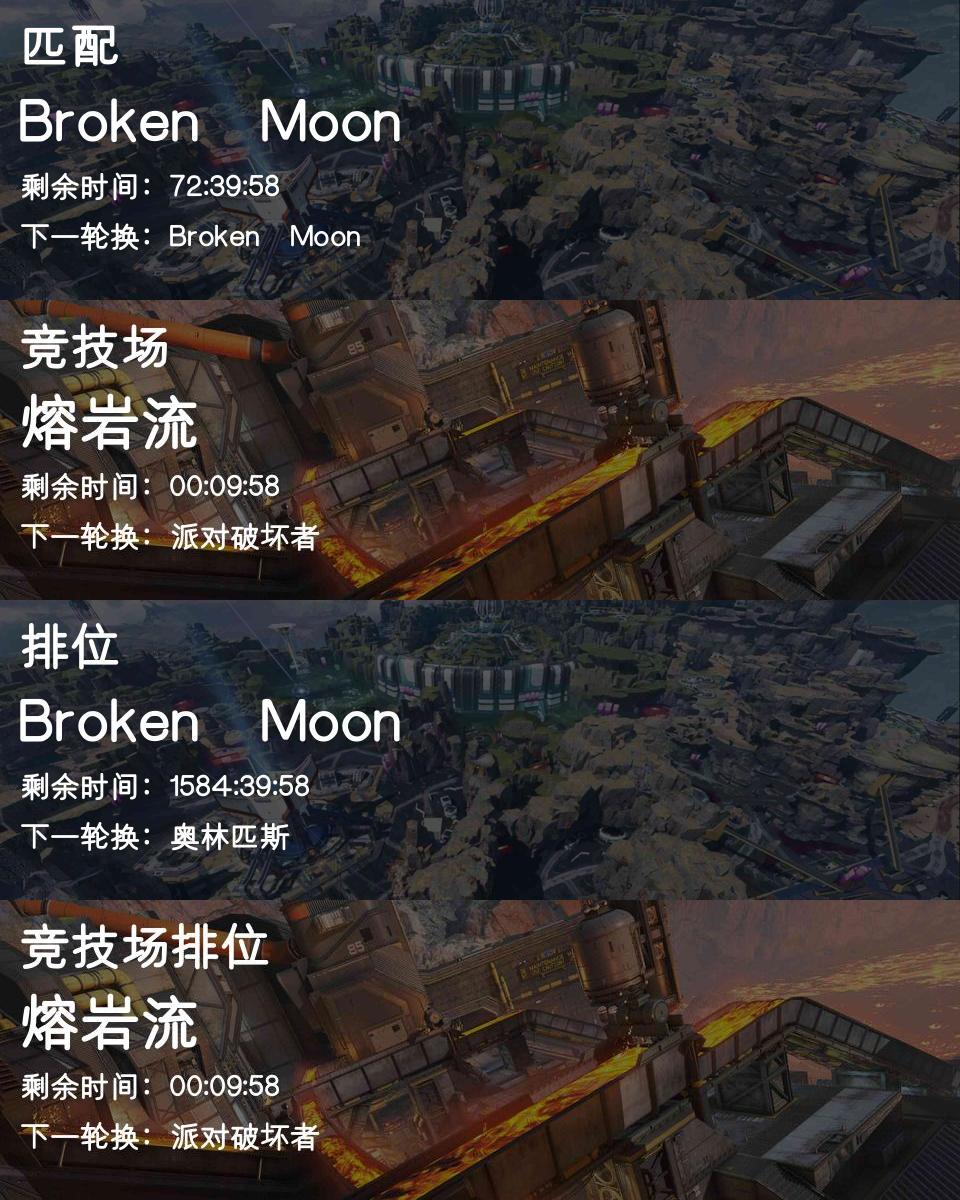 匹配
Broken Moon
剩余时间：72:39:58
下一轮换：Broken Moon
竞技场
熔岩流
85
剩余时间：00:09:58
下一轮换：派对破坏者
排位
Broken Moon
剩余时间：1584:39:58
下一轮换：奥林匹斯
竞技场排位
熔岩流
85
剩余时间：00:09:58
下一轮换：派对破坏者